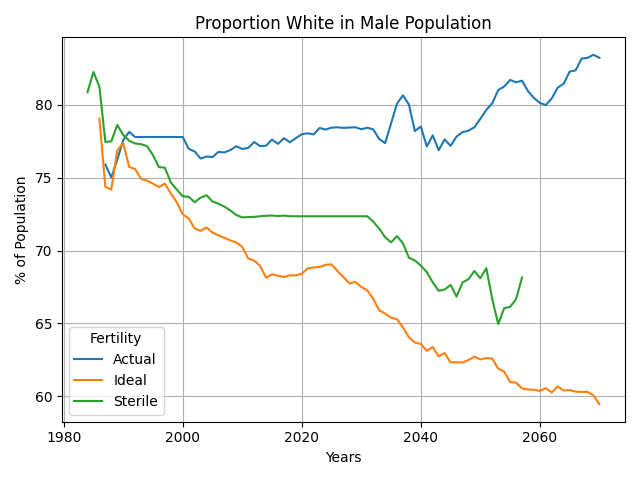 Proportion White in Male Population
% of Population
80
75
70
65
60
Fertility
Actual
Ideal
Sterile
1980
2000
2020
2040
2060
Years